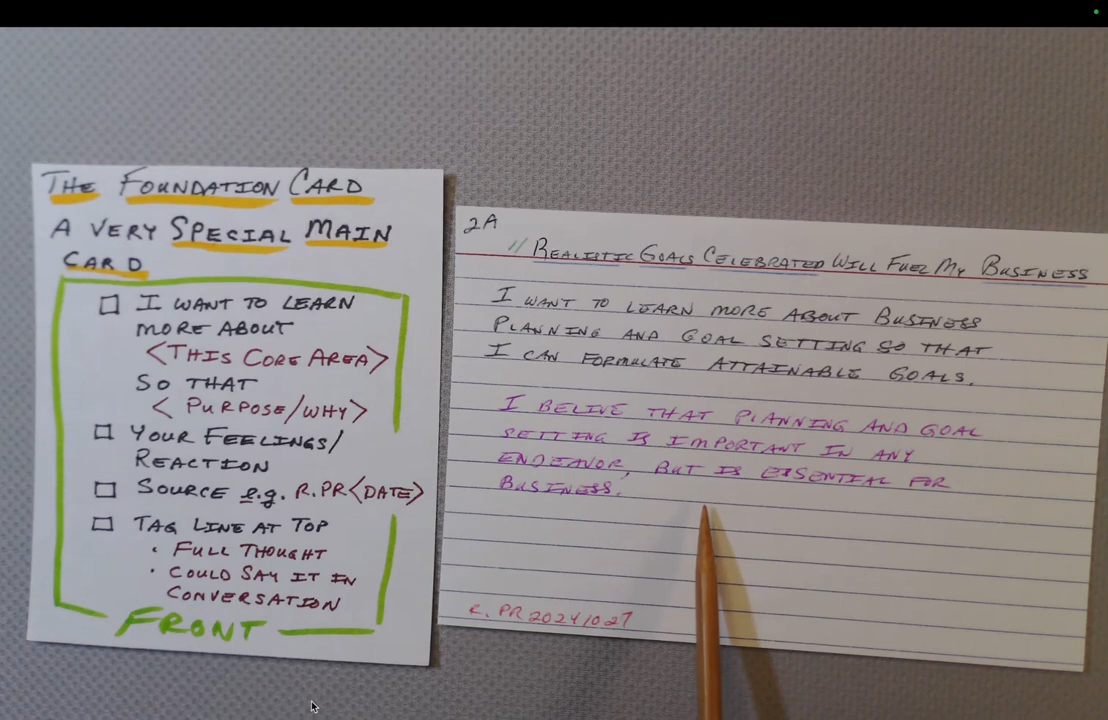 THE FOUNDATION CARD
A VERY SPECIAL MAIN
CARD
I WANT TO LEARN
MORE ABOUT
<THIS CORE AREA>
SO THAT
< PURPOSE/WHY>
YOUR FEELINGS/
REACTION
SOURCE e.g. R.PR<DATE>
TAG LINE AT TOP
• FULL THOUGHT
• COULD SAY IT IN
CONVERSATION
FRONT
2A
// REALISTIC GOALS CELEBRATED WILL FUEL MY BUSINESS
I WANT TO LEARN MORE ABOUT BUSINESS
PLANNING AND GOAL SETTING SO THAT
I CAN FORMULATE ATTAINABLE GOALS.
I BELIVE THAT PLANNING AND GOAL
SETTING IS IMPORTANT IN ANY
ENDEAVOR, BUT IS ESSENTIAL FOR
BUSINESS.
R. PR 20241027